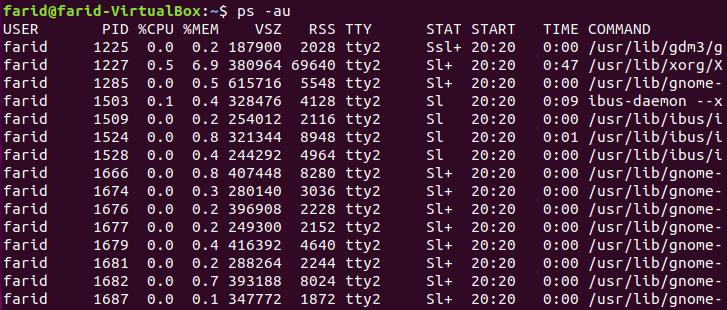 farid@farid-VirtualBox:~$ ps -au
USER PID %CPU %MEM VSZ RSS TTY STAT START TIME COMMAND
farid 1225 0.0 0.2 187900 2028 tty2 Ssl+ 20:20 0:00 /usr/lib/gdm3/g
farid 1227 0.5 6.9 380964 69640 tty2 Sl+ 20:20 0:47 /usr/lib/xorg/X
farid 1285 0.0 0.5 615716 5548 tty2 Sl+ 20:20 0:00 /usr/lib/gnome-
farid 1503 0.1 0.4 328476 4128 tty2 Sl 20:20 0:09 ibus-daemon --x
farid 1509 0.0 0.2 254012 2116 tty2 Sl 20:20 0:00 /usr/lib/ibus/i
farid 1524 0.0 0.8 321344 8948 tty2 Sl 20:20 0:01 /usr/lib/ibus/i
farid 1528 0.0 0.4 244292 4964 tty2 Sl 20:20 0:00 /usr/lib/ibus/i
farid 1666 0.0 0.8 407448 8280 tty2 Sl+ 20:20 0:00 /usr/lib/gnome-
farid 1674 0.0 0.3 280140 3036 tty2 Sl+ 20:20 0:00 /usr/lib/gnome-
farid 1676 0.0 0.2 396908 2228 tty2 Sl+ 20:20 0:00 /usr/lib/gnome-
farid 1677 0.0 0.2 249300 2152 tty2 Sl+ 20:20 0:00 /usr/lib/gnome-
farid 1679 0.0 0.4 416392 4640 tty2 Sl+ 20:20 0:00 /usr/lib/gnome-
farid 1681 0.0 0.2 288264 2244 tty2 Sl+ 20:20 0:00 /usr/lib/gnome-
farid 1682 0.0 0.7 393188 8024 tty2 Sl+ 20:20 0:00 /usr/lib/gnome-
farid 1687 0.0 0.1 347772 1872 tty2 Sl+ 20:20 0:00 /usr/lib/gnome-